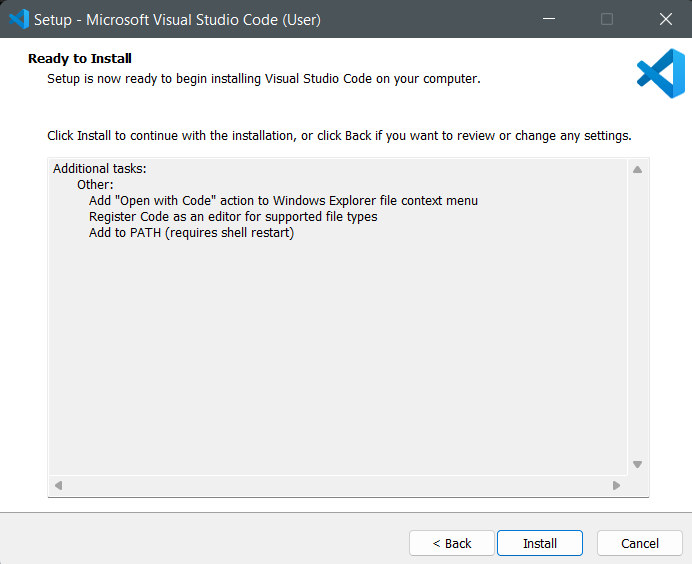 Setup - Microsoft Visual Studio Code (User)
Ready to Install
Setup is now ready to begin installing Visual Studio Code on your computer.
Click Install to continue with the installation, or click Back if you want to review or change any settings.
Additional tasks:
Other:
Add "Open with Code" action to Windows Explorer file context menu
Register Code as an editor for supported file types
Add to PATH (requires shell restart)
< Back
Install
Cancel